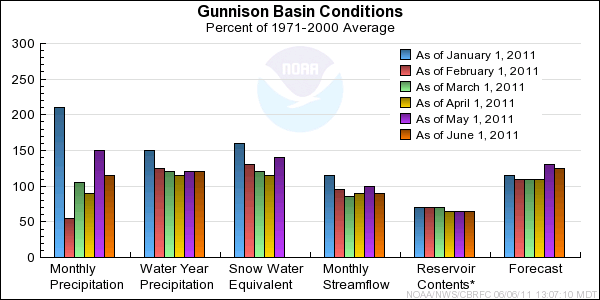 Gunnison Basin Conditions
Percent of 1971-2000 Average
300
250
200
150
100
50
0
NOAA
As of January 1, 2011
As of February 1, 2011
As of March 1, 2011
As of April 1, 2011
As of May 1, 2011
As of June 1, 2011
Monthly
Precipitation
Water Year
Precipitation
Snow Water
Equivalent
Monthly
Streamflow
Reservoir
Contents*
Forecast
NOAA/NWS/CBRFC 06/06/11 13:07:10 MDT